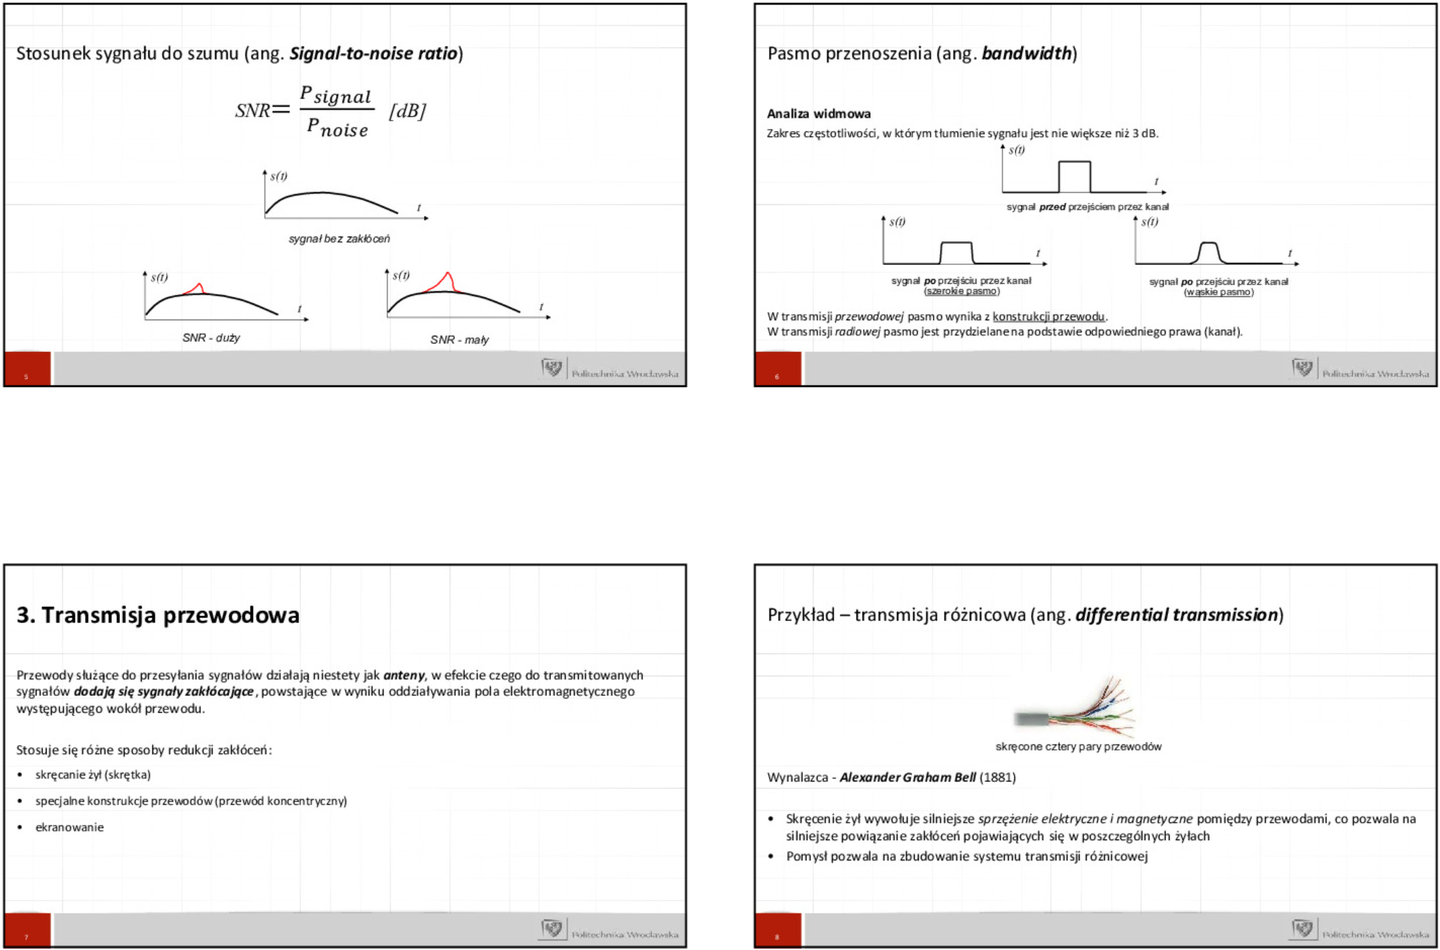 Stosunek sygnału do szumu (ang. Signal-to-noise ratio)
SNR= P_signal / P_noise [dB]
s(t)
t
sygnał bez zakłóceń
s(t)
t
SNR - duży
s(t)
t
SNR - mały
5
Politechnika Wrocławska
Pasmo przenoszenia (ang. bandwidth)
Analiza widmowa
Zakres częstotliwości, w którym tłumienie sygnału jest nie większe niż 3 dB.
s(t)
t
sygnał przed przejściem przez kanał
s(t)
t
sygnał po przejściu przez kanał
(szerokie pasmo)
s(t)
t
sygnał po przejściu przez kanał
(wąskie pasmo)
W transmisji przewodowej pasmo wynika z konstrukcji przewodu.
W transmisji radiowej pasmo jest przydzielane na podstawie odpowiedniego prawa (kanał).
6
Politechnika Wrocławska
3. Transmisja przewodowa
Przewody służące do przesyłania sygnałów działają niestety jak anteny, w efekcie czego do transmitowanych
sygnałów dodają się sygnały zakłócające, powstające w wyniku oddziaływania pola elektromagnetycznego
występującego wokół przewodu.
Stosuje się różne sposoby redukcji zakłóceń:
• skręcanie żył (skrętka)
• specjalne konstrukcje przewodów (przewód koncentryczny)
• ekranowanie
7
Politechnika Wrocławska
Przykład – transmisja różnicowa (ang. differential transmission)
skręcone cztery pary przewodów
Wynalazca - Alexander Graham Bell (1881)
• Skręcenie żył wywołuje silniejsze sprzężenie elektryczne i magnetyczne pomiędzy przewodami, co pozwala na
silniejsze powiązanie zakłóceń pojawiających się w poszczególnych żyłach
• Pomysł pozwala na zbudowanie systemu transmisji różnicowej
8
Politechnika Wrocławska